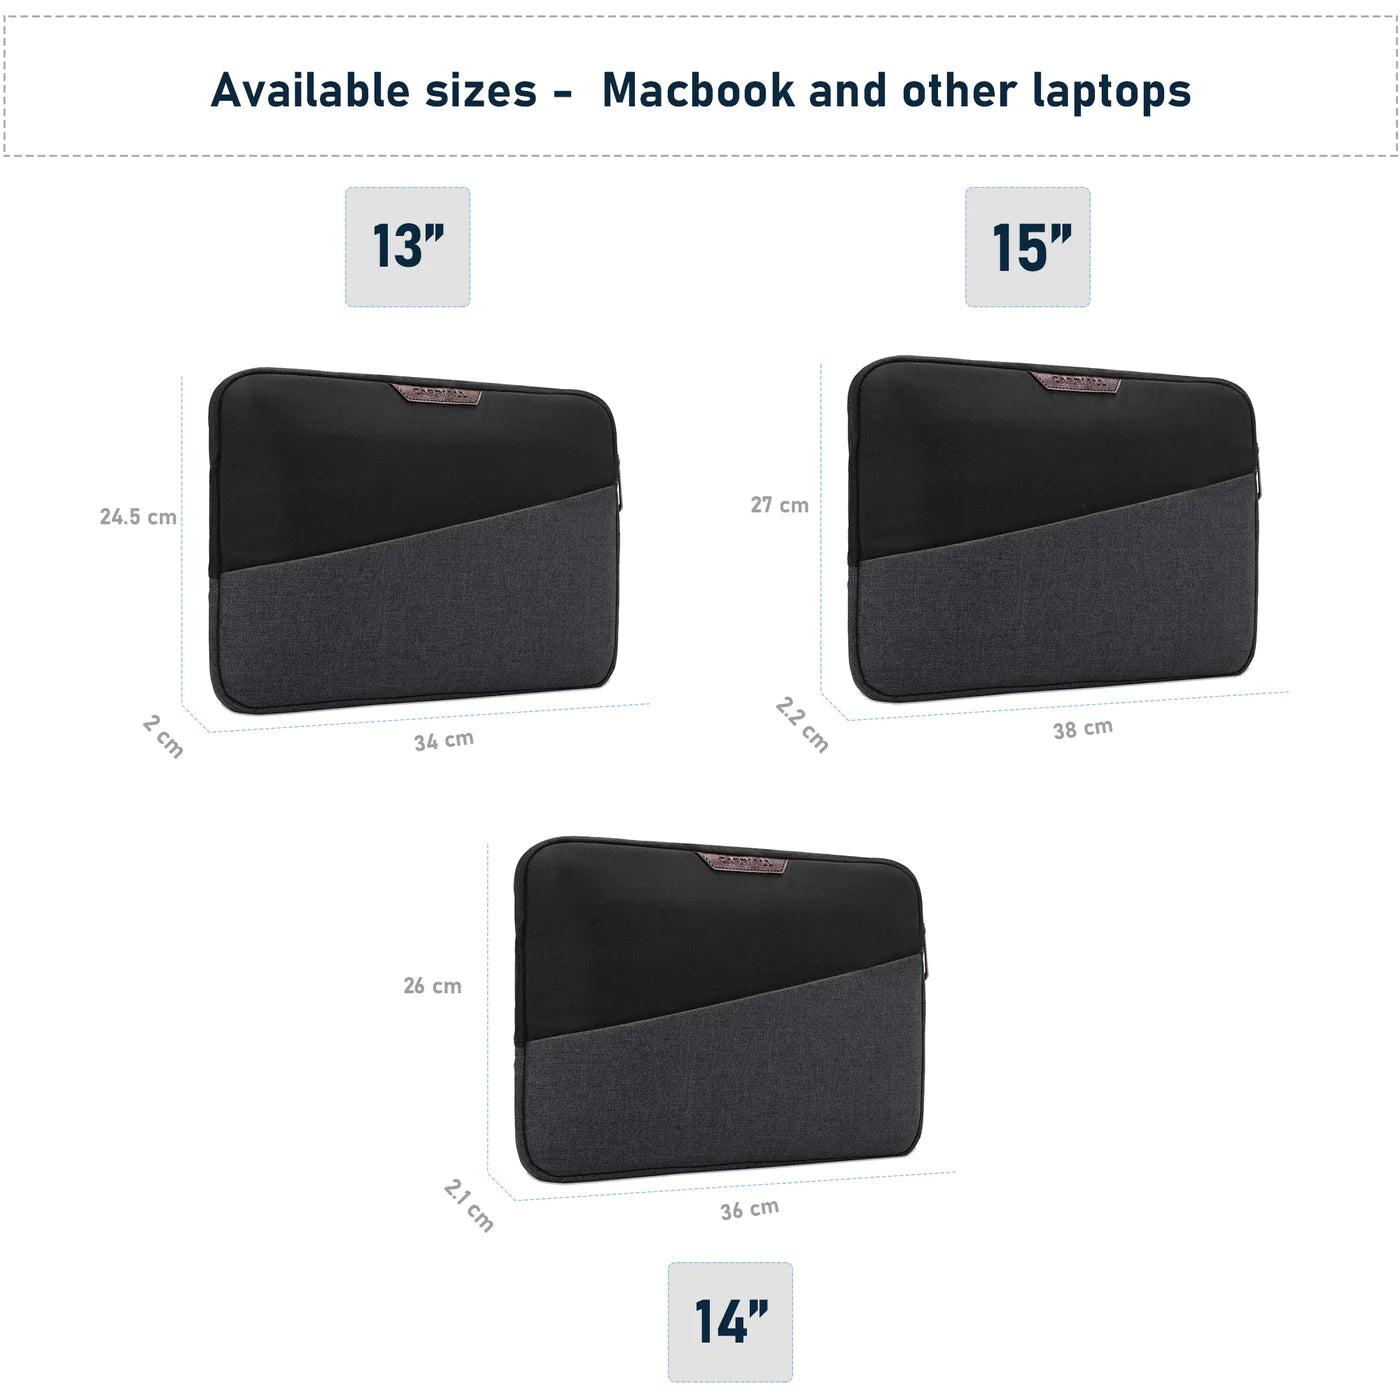 Available sizes - Macbook and other laptops
13”
15”
24.5 cm
2 cm
34 cm
27 cm
2.2 cm
38 cm
26 cm
2.1 cm
36 cm
14”